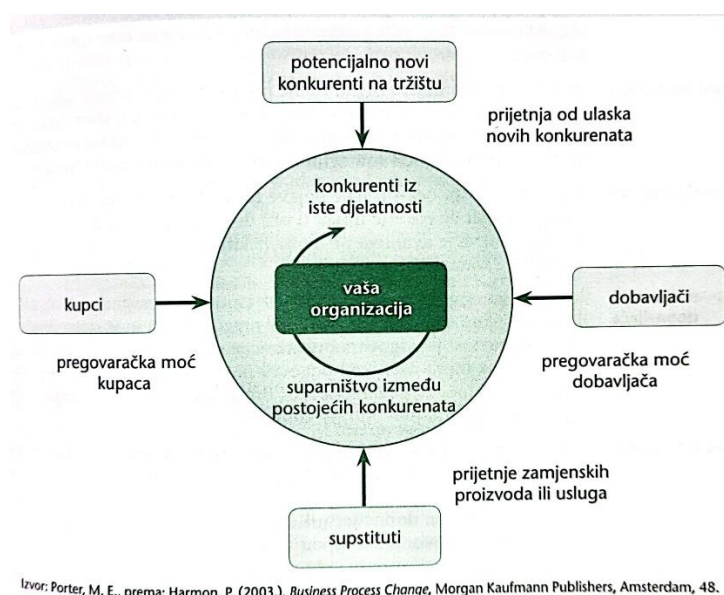 potencijalno novi
konkurenti na tržištu
prijetnja od ulaska
novih konkurenata
konkurenti iz
iste djelatnosti
kupci
vaša
organizacija
dobavljači
pregovaračka moć
kupaca
pregovaračka moć
dobavljača
suparništvo između
postojećih konkurenata
prijetnje zamjenskih
proizvoda ili usluga
supstituti
Izvor: Porter, M. E., prema: Harmon, P. (2003.). Business Process Change, Morgan Kaufmann Publishers, Amsterdam, 48.